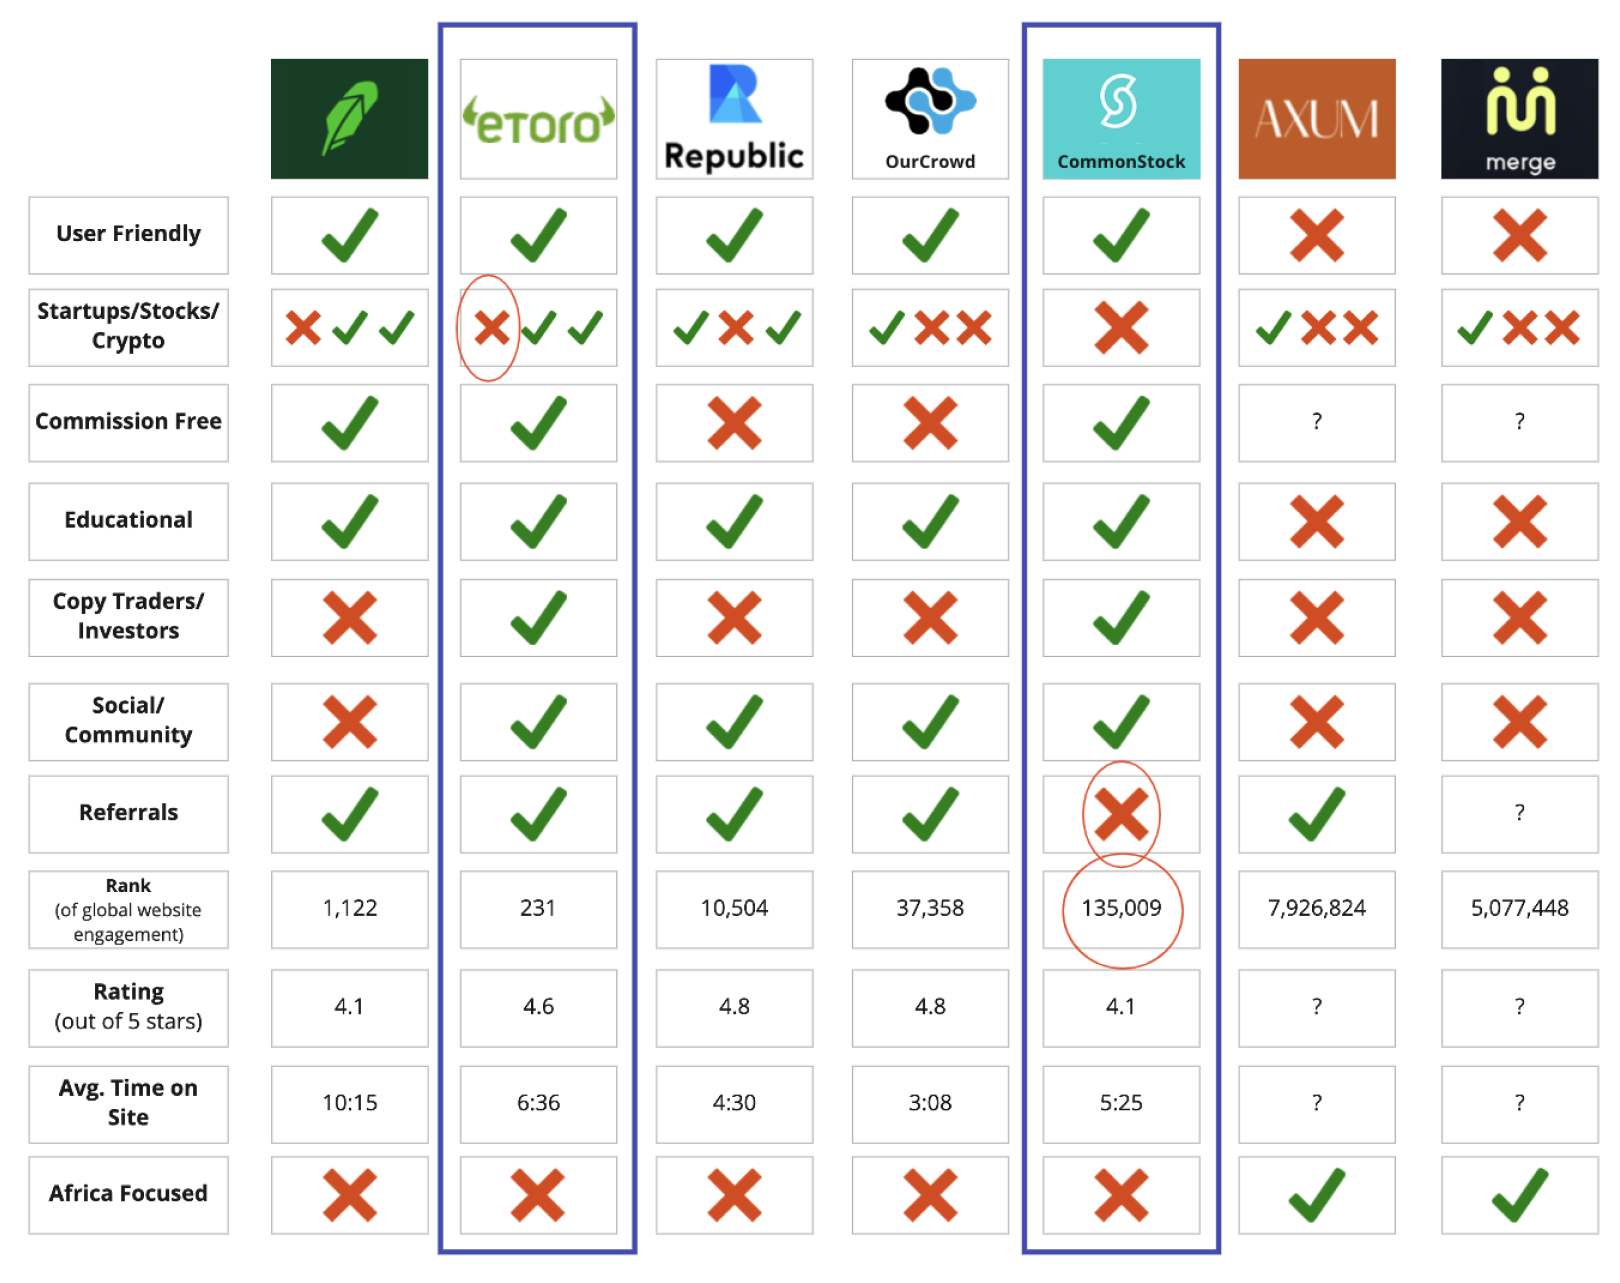 eToro
Republic
OurCrowd
CommonStock
AXUM
merge
User Friendly
Startups/Stocks/
Crypto
Commission Free
? ?
Educational
Copy Traders/
Investors
Social/
Community
Referrals
?
Rank
(of global website
engagement)
1,122 231 10,504 37,358 135,009 7,926,824 5,077,448
Rating
(out of 5 stars)
4.1 4.6 4.8 4.8 4.1 ? ?
Avg. Time on
Site
10:15 6:36 4:30 3:08 5:25 ? ?
Africa Focused